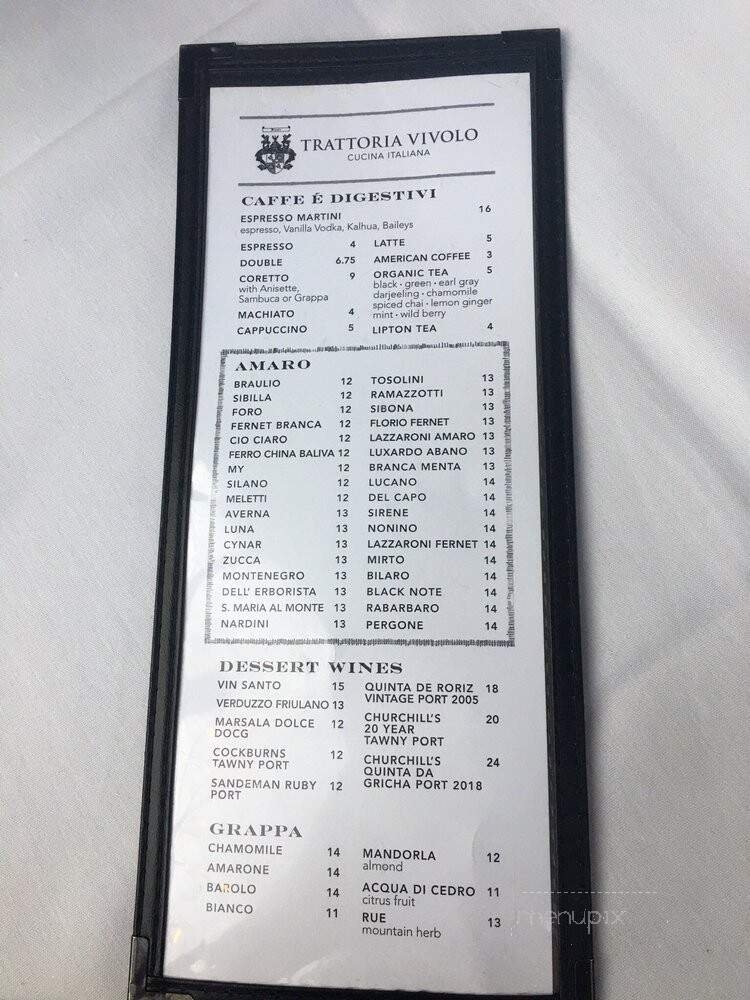 TRATTORIA VIVOLO
CUCINA ITALIANA
CAFFE É DIGESTIVI
ESPRESSO MARTINI 16
espresso, Vanilla Vodka, Kalhua, Baileys
ESPRESSO 4
DOUBLE 6.75
CORETTO 9
with Anisette,
Sambuca or Grappa
MACHIATO 4
CAPPUCCINO 5
LATTE 5
AMERICAN COFFEE 3
ORGANIC TEA 5
black · green · earl gray
darjeeling · chamomile
spiced chai · lemon ginger
mint · wild berry
LIPTON TEA 4
AMARO
BRAULIO 12
SIBILLA 12
FORO 12
FERNET BRANCA 12
CIO CIARO 12
FERRO CHINA BALIVA 12
MY 12
SILANO 12
MELETTI 12
AVERNA 13
LUNA 13
CYNAR 13
ZUCCA 13
MONTENEGRO 13
DELL' ERBORISTA 13
S. MARIA AL MONTE 13
NARDINI 13
TOSOLINI 13
RAMAZZOTTI 13
SIBONA 13
FLORIO FERNET 13
LAZZARONI AMARO 13
LUXARDO ABANO 13
BRANCA MENTA 13
LUCANO 14
DEL CAPO 14
SIRENE 14
NONINO 14
LAZZARONI FERNET 14
MIRTO 14
BILARO 14
BLACK NOTE 14
RABARBARO 14
PERGONE 14
DESSERT WINES
VIN SANTO 15
VERDUZZO FRIULANO 13
MARSALA DOLCE 12
DOCG
COCKBURNS 12
TAWNY PORT
SANDEMAN RUBY 12
PORT
QUINTA DE RORIZ 18
VINTAGE PORT 2005
CHURCHILL'S 20
20 YEAR
TAWNY PORT
CHURCHILL'S 24
QUINTA DA
GRICHA PORT 2018
GRAPPA
CHAMOMILE 14
AMARONE 14
BAROLO 14
BIANCO 11
MANDORLA 12
almond
ACQUA DI CEDRO 11
citrus fruit
RUE 13
mountain herb
menupix